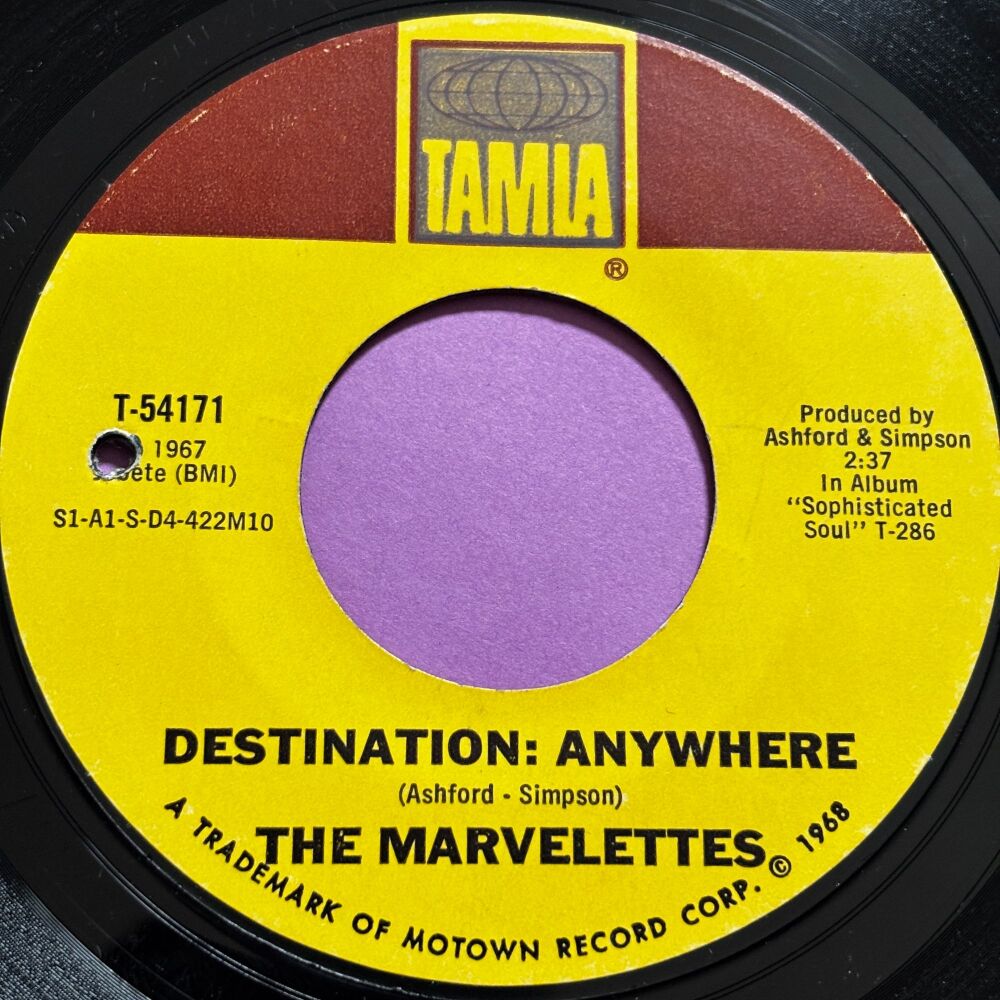 TAMLA
®
T-54171
1967
(BMI)
S1-A1-S-D4-422M10
Produced by
Ashford & Simpson
2:37
In Album
"Sophisticated
Soul" T-286
DESTINATION: ANYWHERE
(Ashford - Simpson)
THE MARVELETTES
A TRADEMARK OF MOTOWN RECORD CORP. © 1968